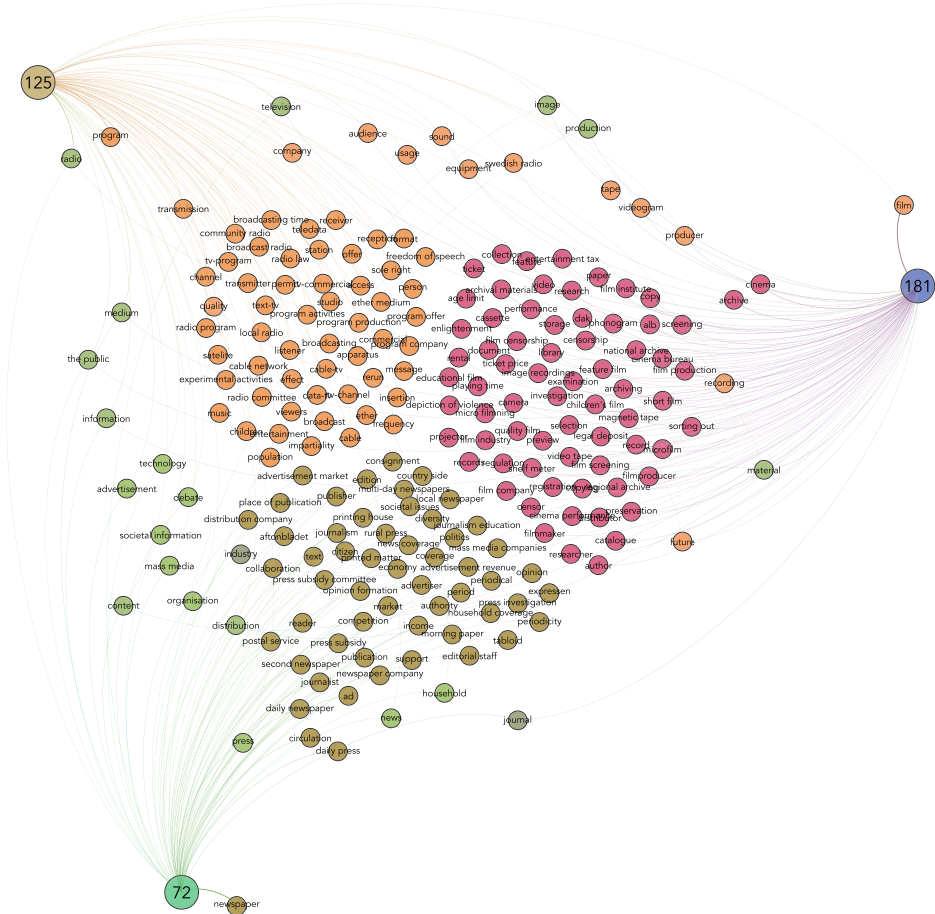 125
television
image
production
program
audience
sound
radio
company
usage
equipment
swedish radio
tape
videogram
film
transmission
broadcasting time
receiver
teledata
community radio
producer
reception
format
broadcast radio
station
offer
freedom of speech
radio law
collection
feature
entertainment tax
tv-program
ticket
sole right
channel
transmitter
permit
tv-commercial
access
person
paper
film institute
181
cinema
archival materials
video
research
copy
archive
age limit
quality
text-tv
studio
ether medium
performance
medium
program activities
program production
program offer
cassette
storage
dak
phonogram
alb
screening
radio program
local radio
enlightenment
commercial
film censorship
censorship
broadcasting
program company
listener
document
library
national archive
satelite
apparatus
rental
ticket price
cinema bureau
the public
cable network
cable-tv
message
image recordings
feature film
film production
experimental activities
effect
rerun
educational film
examination
recording
playing time
archiving
radio committee
data-tv
tv-channel
insertion
investigation
camera
children's film
short film
depiction of violence
music
viewers
ether
micro filmning
magnetic tape
information
broadcast
frequency
selection
sorting out
children
entertainment
quality film
projector
film industry
preview
legal deposit
record
impartiality
cable
microfilm
population
consignment
video tape
technology
records
regulation
shelf meter
film screening
material
advertisement market
edition
country side
filmproducer
advertisement
multi-day newspapers
film company
registration
copying
regional archive
debate
place of publication
publisher
local newspaper
societal issues
censor
preservation
distribution company
printing house
diversity
journalism education
cinema performance
distributor
societal information
aftonbladet
journalism
rural press
politics
filmmaker
catalogue
future
news coverage
mass media companies
industry
text
citizen
printed matter
coverage
researcher
mass media
collaboration
economy
advertisement revenue
author
opinion
press subsidy committee
periodical
opinion formation
advertiser
period
expressen
content
organisation
market
authority
press investigation
household coverage
distribution
reader
competition
income
periodicity
morning paper
postal service
press subsidy
tabloid
publication
support
editorial staff
second newspaper
newspaper company
journalist
household
ad
daily newspaper
news
journal
press
circulation
daily press
72
newspaper